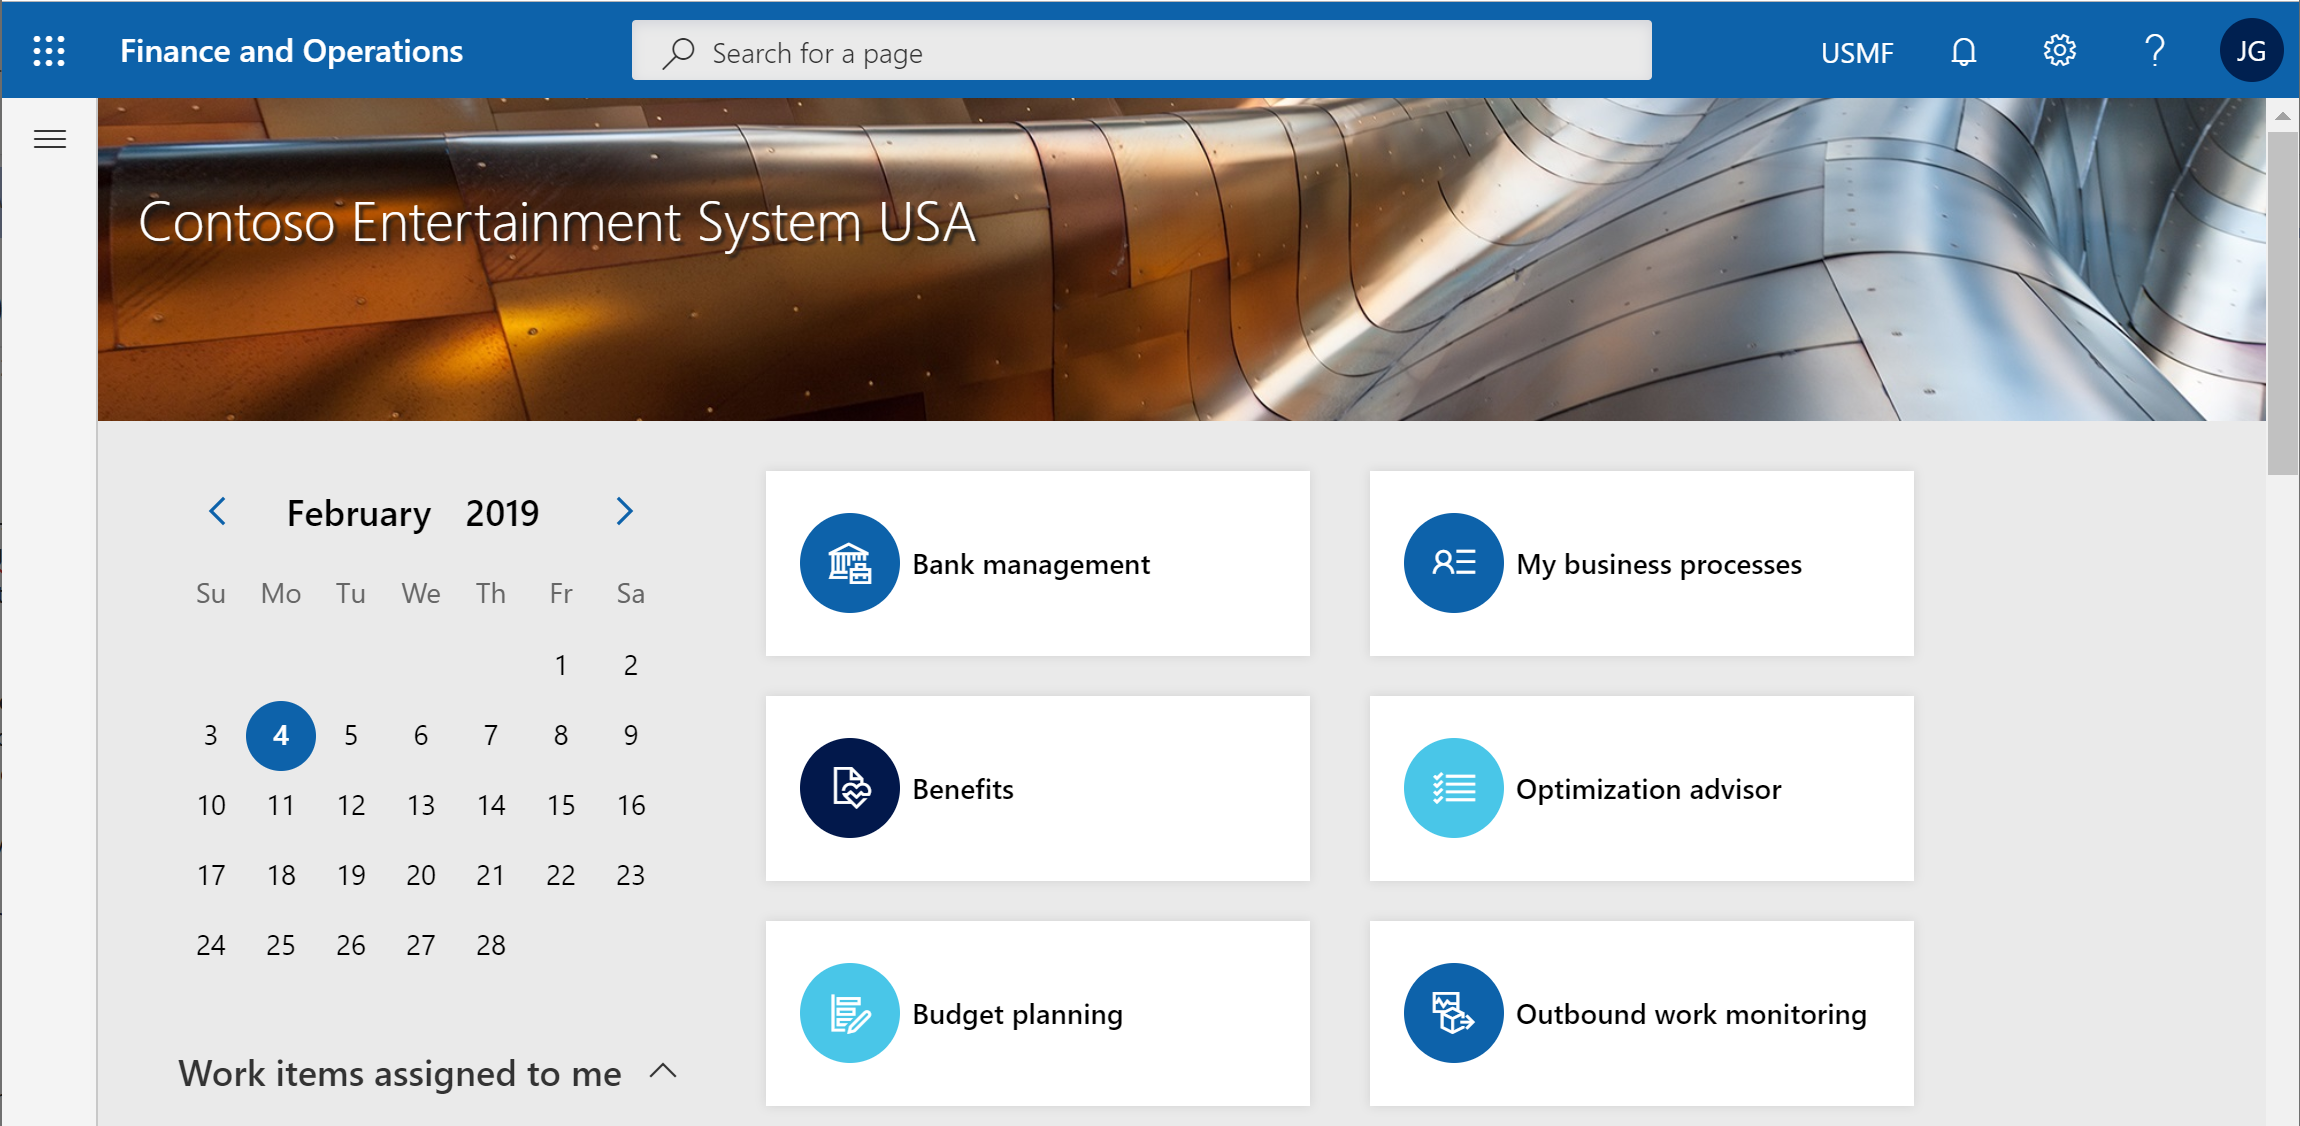 Finance and Operations
Search for a page
USMF
?
JG
Contoso Entertainment System USA
February 2019
Su Mo Tu We Th Fr Sa
1 2
3 4 5 6 7 8 9
10 11 12 13 14 15 16
17 18 19 20 21 22 23
24 25 26 27 28
Work items assigned to me
Bank management
My business processes
Benefits
Optimization advisor
Budget planning
Outbound work monitoring